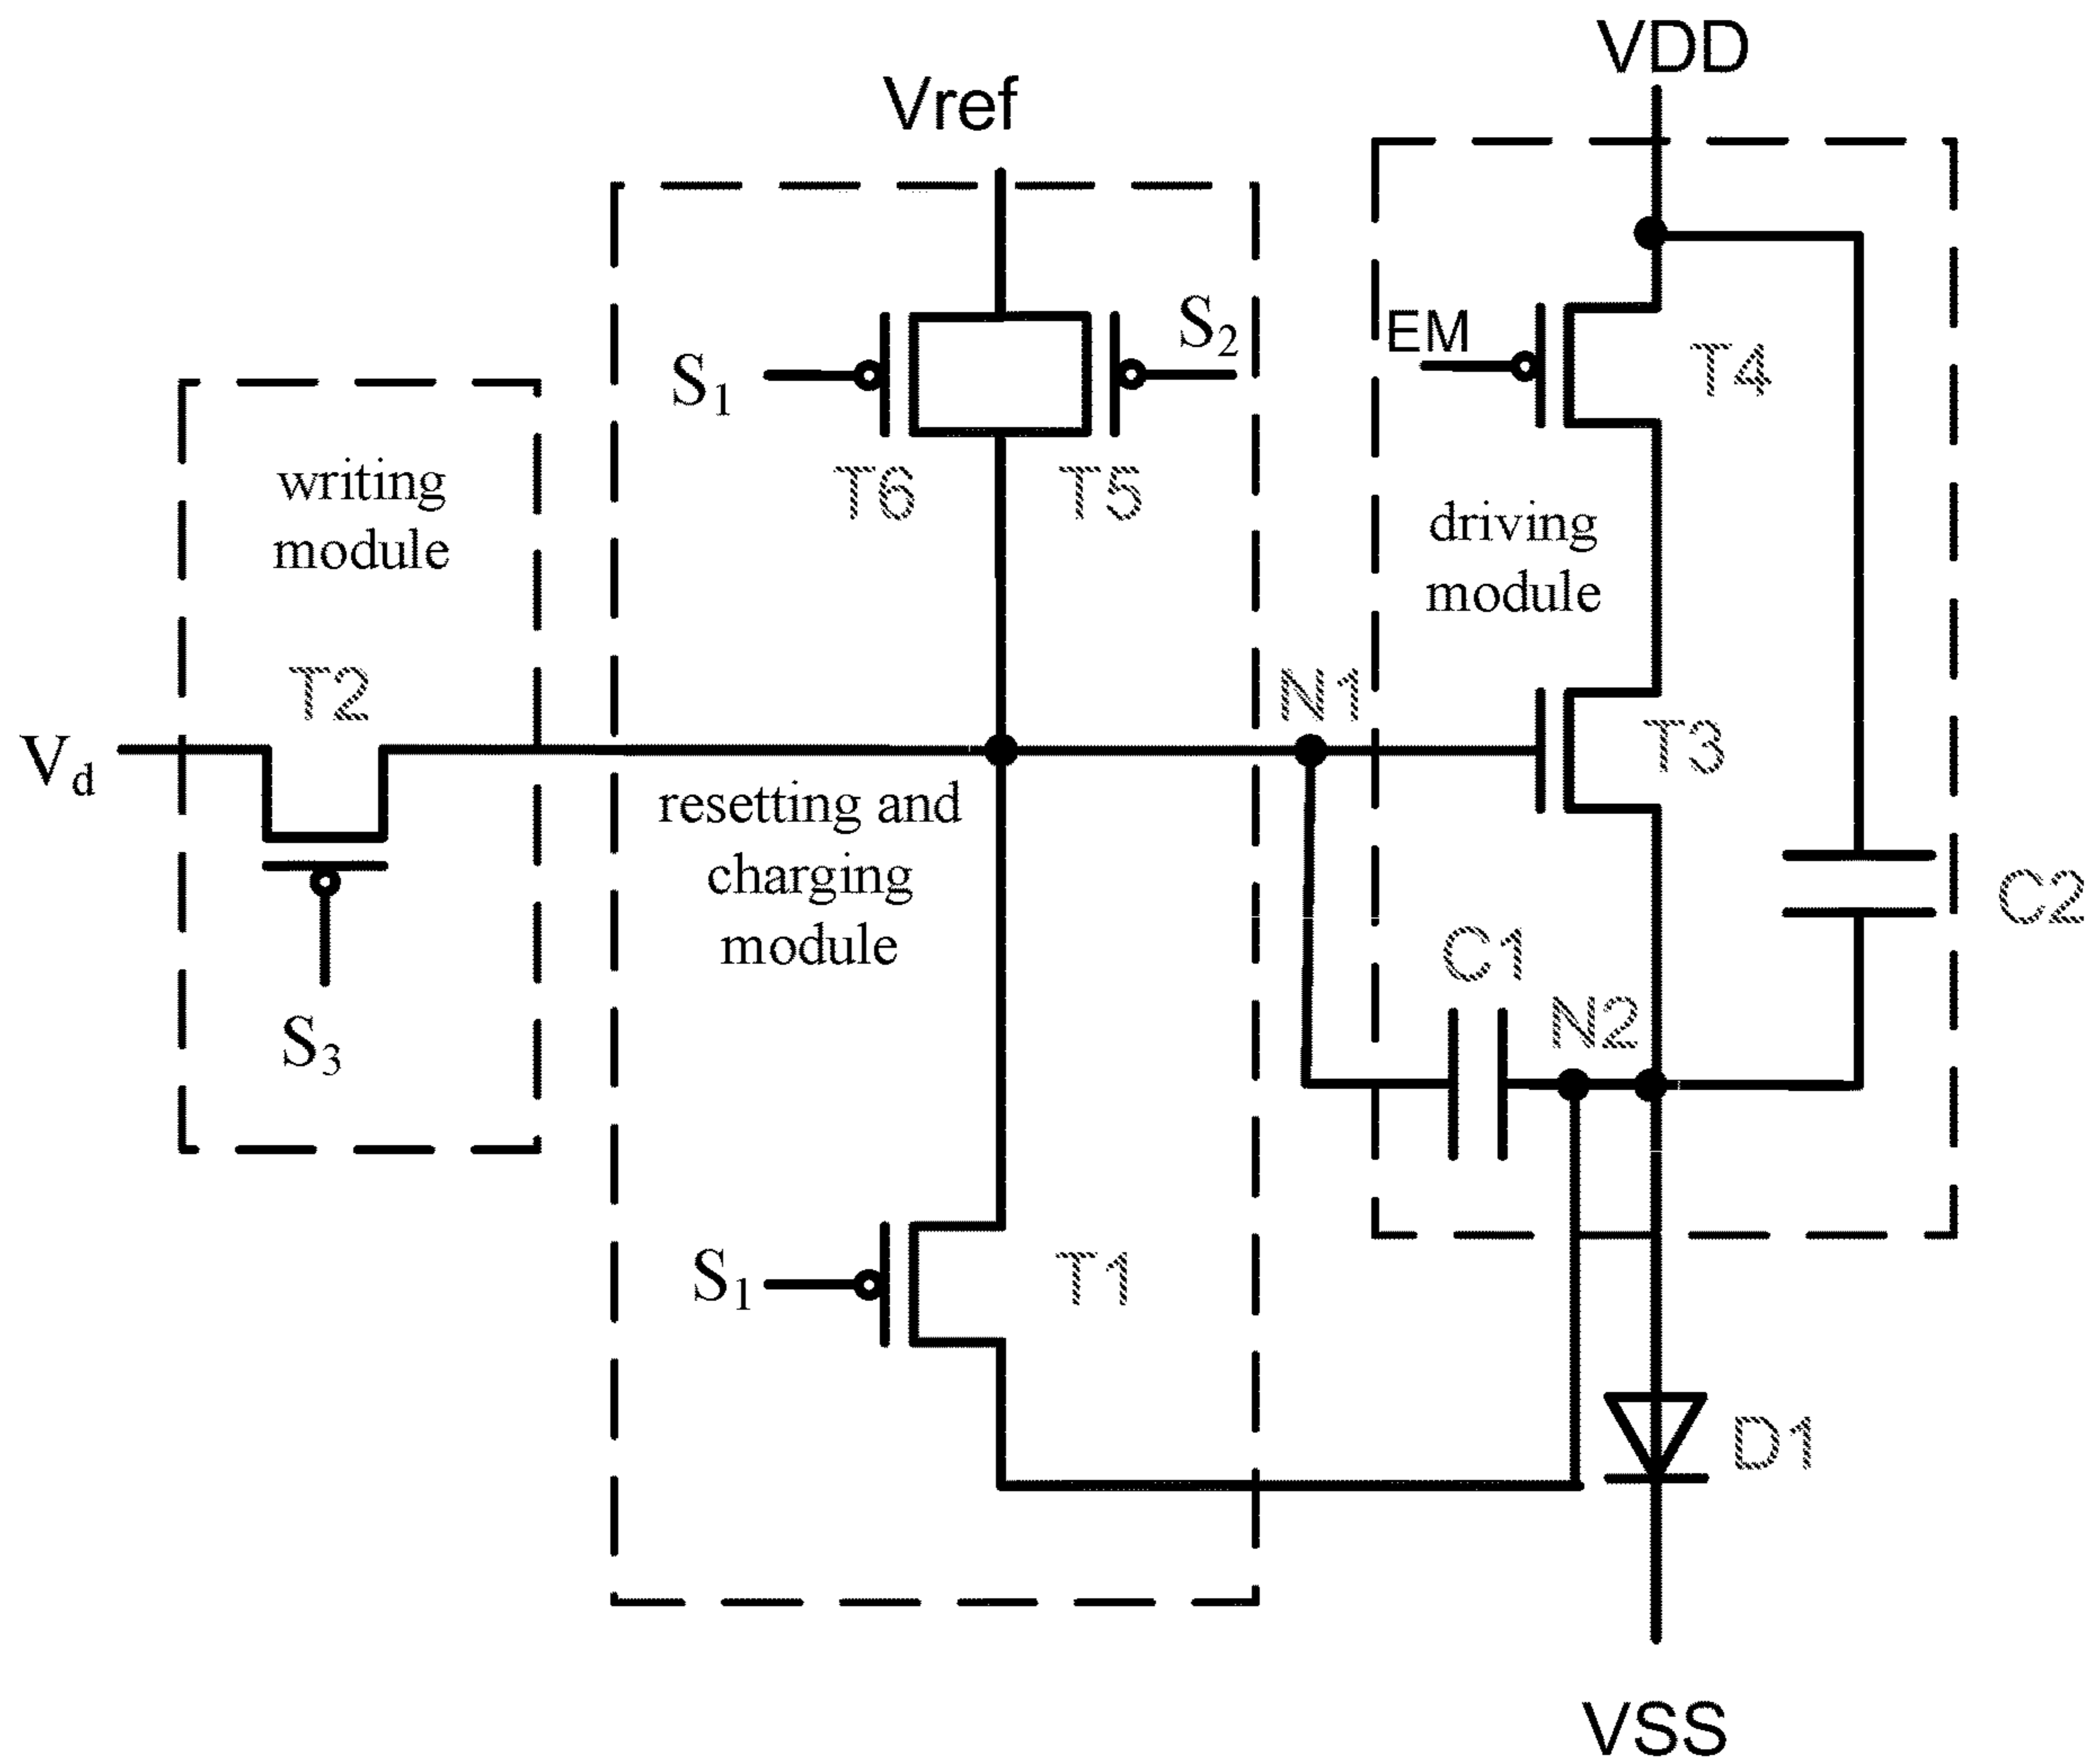 VDD
Vref
S2
EM
T4
S1
T6
T5
writing
module
driving
module
T2
N1
T3
Vd
resetting and
charging
module
C2
C1
N2
S3
S1
T1
D1
VSS